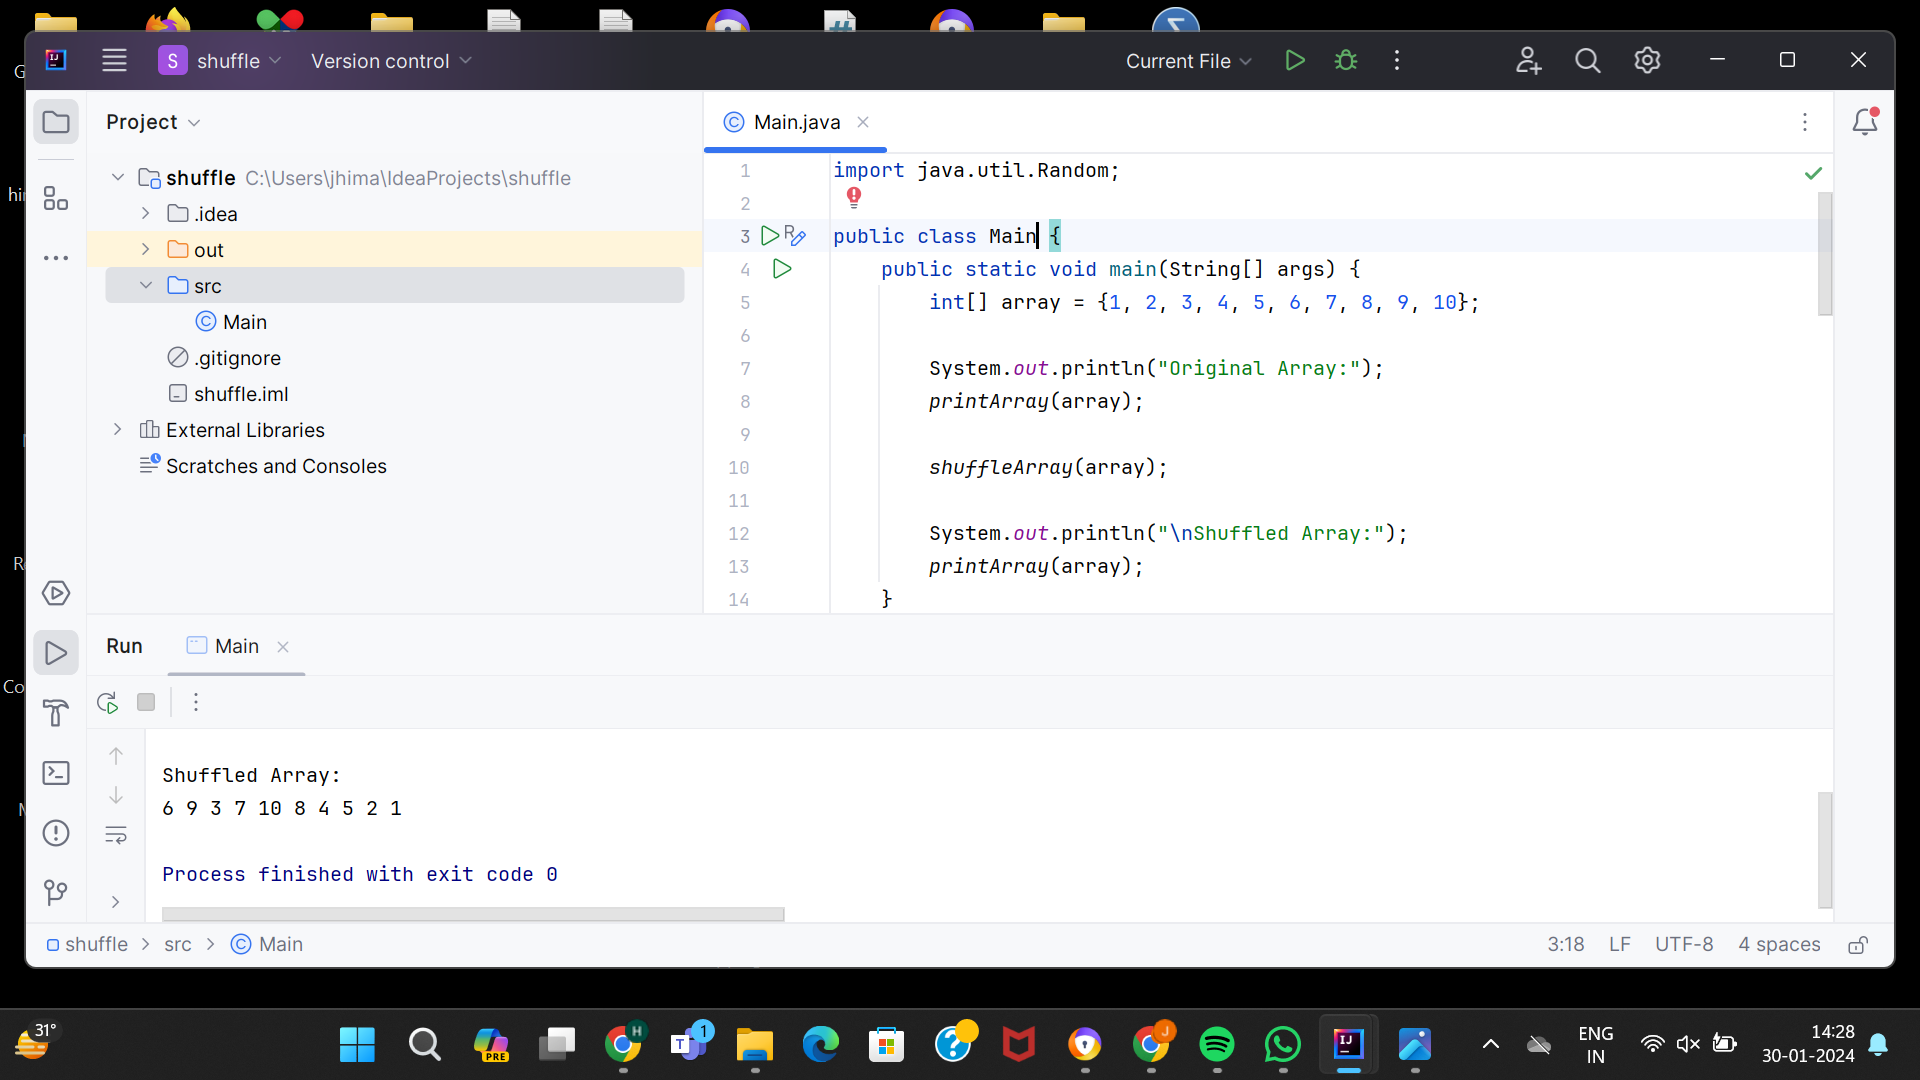 S shuffle Version control Current File
Project
Main.java
shuffle C:\Users\jhima\IdeaProjects\shuffle
.idea
out
src
Main
.gitignore
shuffle.iml
External Libraries
Scratches and Consoles
1 import java.util.Random;
2
3 public class Main {
4 public static void main(String[] args) {
5 int[] array = {1, 2, 3, 4, 5, 6, 7, 8, 9, 10};
6
7 System.out.println("Original Array:");
8 printArray(array);
9
10 shuffleArray(array);
11
12 System.out.println("\nShuffled Array:");
13 printArray(array);
14 }
Run Main
Shuffled Array:
6 9 3 7 10 8 4 5 2 1
Process finished with exit code 0
shuffle > src > Main 3:18 LF UTF-8 4 spaces
31° PRE H 1 J ENG 14:28
IN 30-01-2024